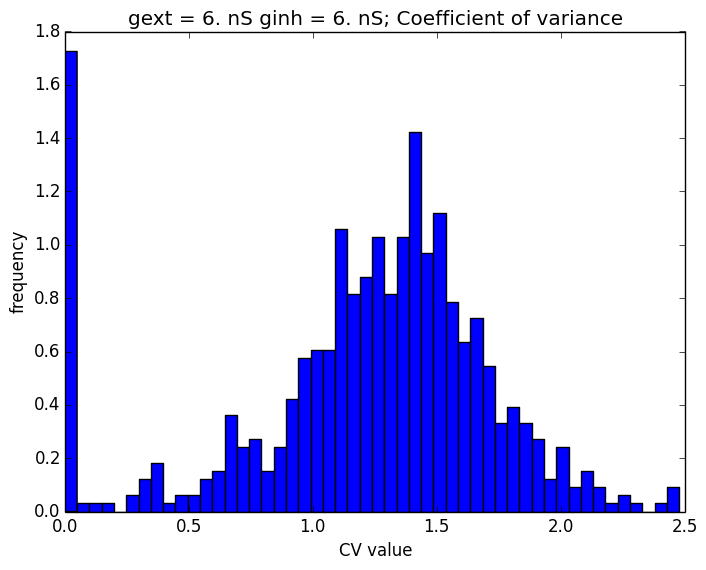 gext = 6. nS ginh = 6. nS; Coefficient of variance
1.8
1.6
1.4
1.2
1.0
0.8
0.6
0.4
0.2
0.0
frequency
0.0 0.5 1.0 1.5 2.0 2.5
CV value